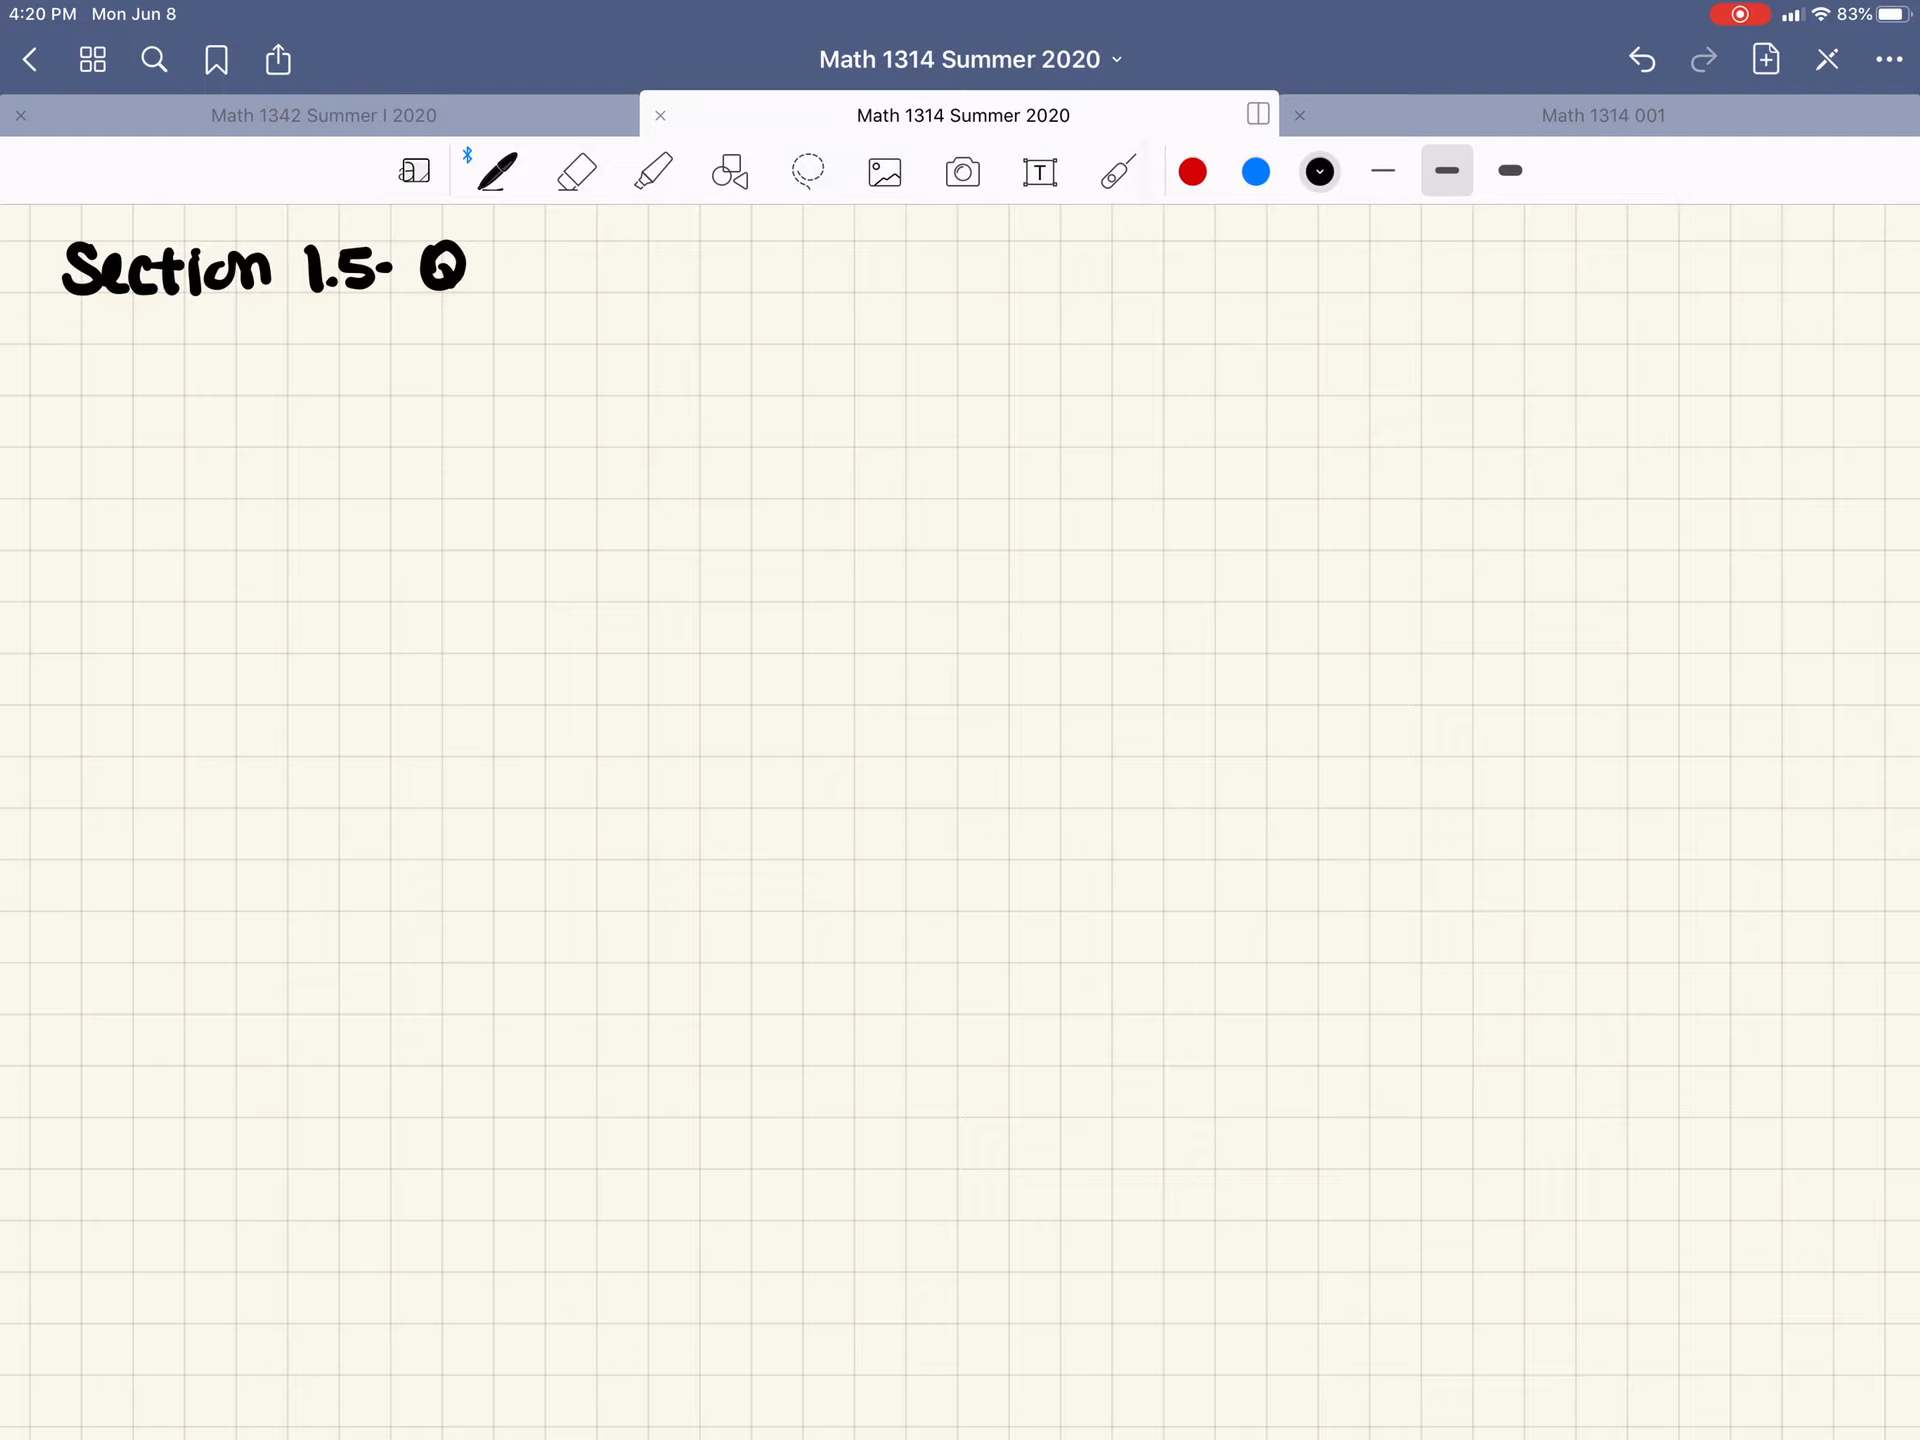 4:20 PM Mon Jun 8
83%
Math 1314 Summer 2020
Math 1342 Summer I 2020
Math 1314 Summer 2020
Math 1314 001
T
Section 1.5- Q